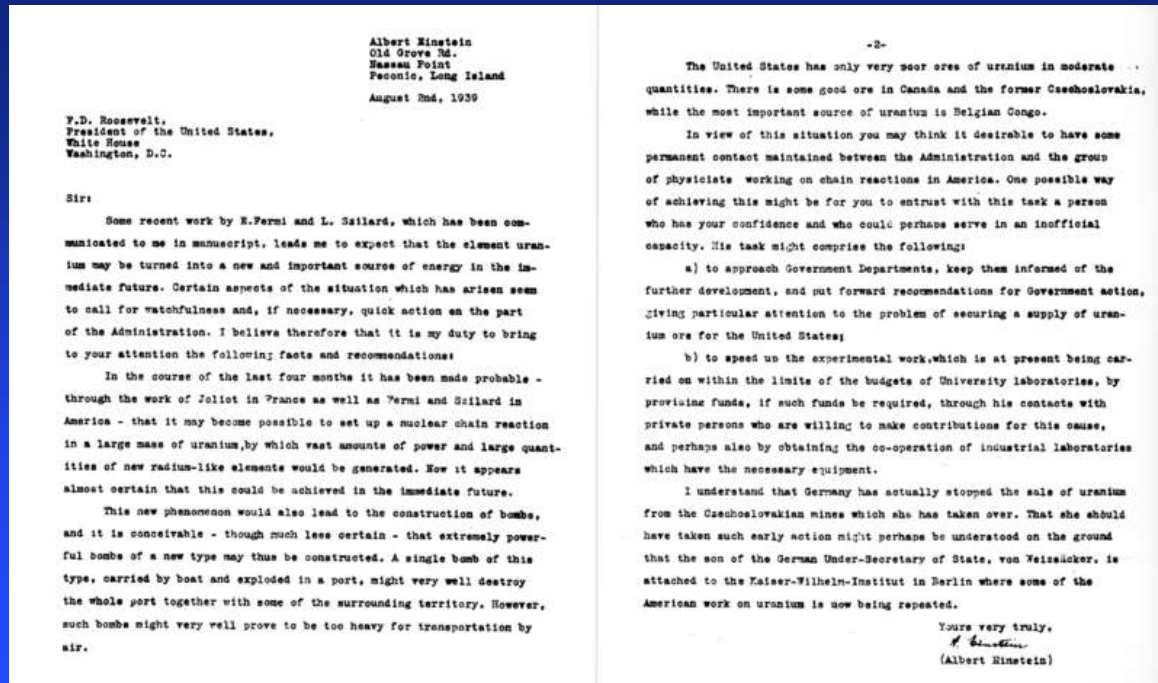 Albert Einstein
Old Grove Rd.
Nassau Point
Peconic, Long Island
August 2nd, 1939
F.D. Roosevelt,
President of the United States,
White House
Washington, D.C.
Sir:
Some recent work by E.Fermi and L. Szilard, which has been com-
municated to me in manuscript, leads me to expect that the element uran-
ium may be turned into a new and important source of energy in the im-
mediate future. Certain aspects of the situation which has arisen seem
to call for watchfulness and, if necessary, quick action on the part
of the Administration. I believe therefore that it is my duty to bring
to your attention the following facts and recommendations:
In the course of the last four months it has been made probable -
through the work of Joliot in France as well as Fermi and Szilard in
America - that it may become possible to set up a nuclear chain reaction
in a large mass of uranium,by which vast amounts of power and large quant-
ities of new radium-like elements would be generated. Now it appears
almost certain that this could be achieved in the immediate future.
This new phenomenon would also lead to the construction of bombs,
and it is conceivable - though much less certain - that extremely power-
ful bombs of a new type may thus be constructed. A single bomb of this
type, carried by boat and exploded in a port, might very well destroy
the whole port together with some of the surrounding territory. However,
such bombs might very well prove to be too heavy for transportation by
air.
-2-
The United States has only very poor ores of uranium in moderate
quantities. There is some good ore in Canada and the former Czechoslovakia,
while the most important source of uranium is Belgian Congo.
In view of this situation you may think it desirable to have some
permanent contact maintained between the Administration and the group
of physicists working on chain reactions in America. One possible way
of achieving this might be for you to entrust with this task a person
who has your confidence and who could perhaps serve in an inofficial
capacity. His task might comprise the following:
a) to approach Government Departments, keep them informed of the
further development, and put forward recommendations for Government action,
giving particular attention to the problem of securing a supply of uran-
ium ore for the United States;
b) to speed up the experimental work,which is at present being car-
ried on within the limits of the budgets of University laboratories, by
providing funds, if such funds be required, through his contacts with
private persons who are willing to make contributions for this cause,
and perhaps also by obtaining the co-operation of industrial laboratories
which have the necessary equipment.
I understand that Germany has actually stopped the sale of uranium
from the Czechoslovakian mines which she has taken over. That she should
have taken such early action might perhaps be understood on the ground
that the son of the German Under-Secretary of State, von Weizsäcker, is
attached to the Kaiser-Wilhelm-Institut in Berlin where some of the
American work on uranium is now being repeated.
Yours very truly,
A. Einstein
(Albert Einstein)